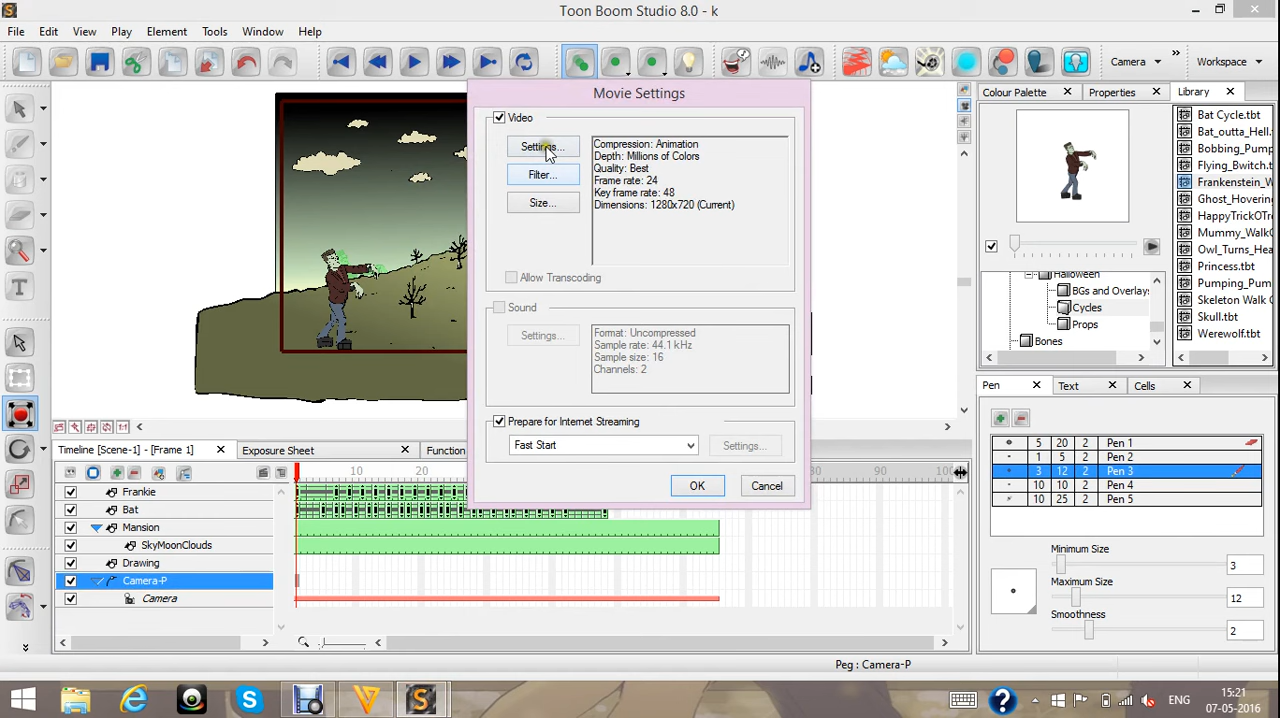 Toon Boom Studio 8.0 - k
File Edit View Play Element Tools Window Help
Camera
Workspace
Colour Palette Properties Library
Bat Cycle.tbt
Bat_outta_Hell.t
Bobbing_Pump
Flying_Bwitch.t
Frankenstein_W
Ghost_Hovering
HappyTrickOTr
Mummy_WalkC
Owl_Turns_Hea
Princess.tbt
Pumping_Pum
Skeleton Walk
Skull.tbt
Werewolf.tbt
Halloween
BGs and Overlay
Cycles
Props
Bones
Movie Settings
Video
Settings...
Filter...
Size...
Compression: Animation
Depth: Millions of Colors
Quality: Best
Frame rate: 24
Key frame rate: 48
Dimensions: 1280x720 (Current)
Allow Transcoding
Sound
Settings...
Format: Uncompressed
Sample rate: 44.1 kHz
Sample size: 16
Channels: 2
Prepare for Internet Streaming
Fast Start
Settings...
OK Cancel
Pen Text Cells
5 20 2 Pen 1
1 5 2 Pen 2
3 12 2 Pen 3
10 10 2 Pen 4
10 25 2 Pen 5
Minimum Size
3
Maximum Size
12
Smoothness
2
Timeline [Scene-1] - [Frame 1] Exposure Sheet Function
10 20 80 90 100
Frankie
Bat
Mansion
SkyMoonClouds
Drawing
Camera-P
Camera
Peg : Camera-P
ENG
15:21
07-05-2016